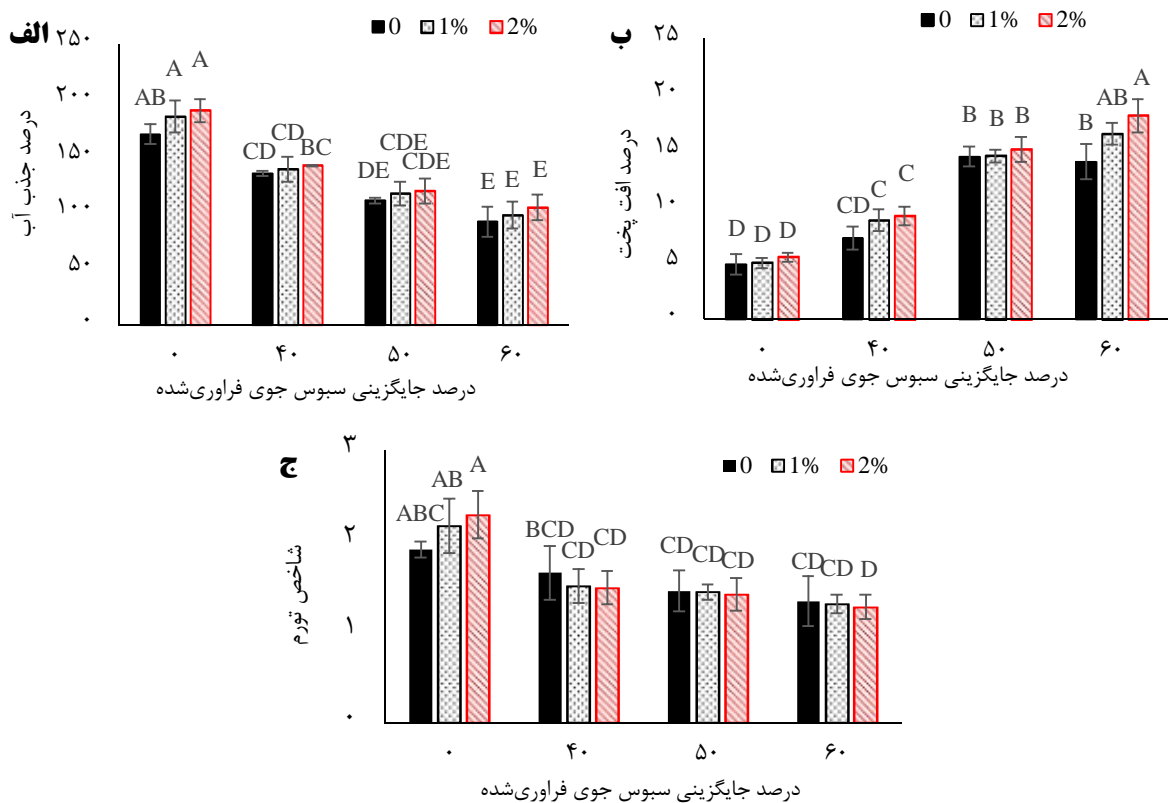 الف
0 1% 2%
درصد جذب آب
۲۵۰
۲۰۰
۱۵۰
۱۰۰
۵۰
۰
AB A A
CD CD BC
DE CDE CDE
E E E
۰ ۴۰ ۵۰ ۶۰
درصد جایگزینی سبوس جوی فراوری‌شده
ب
0 1% 2%
درصد افت پخت
۲۵
۲۰
۱۵
۱۰
۵
۰
D D D
CD C C
B B B
B AB A
۰ ۴۰ ۵۰ ۶۰
درصد جایگزینی سبوس جوی فراوری‌شده
ج
0 1% 2%
شاخص تورم
۳
۲
۱
۰
ABC AB A
BCD CD CD
CD CD CD
CD CD D
۰ ۴۰ ۵۰ ۶۰
درصد جایگزینی سبوس جوی فراوری‌شده